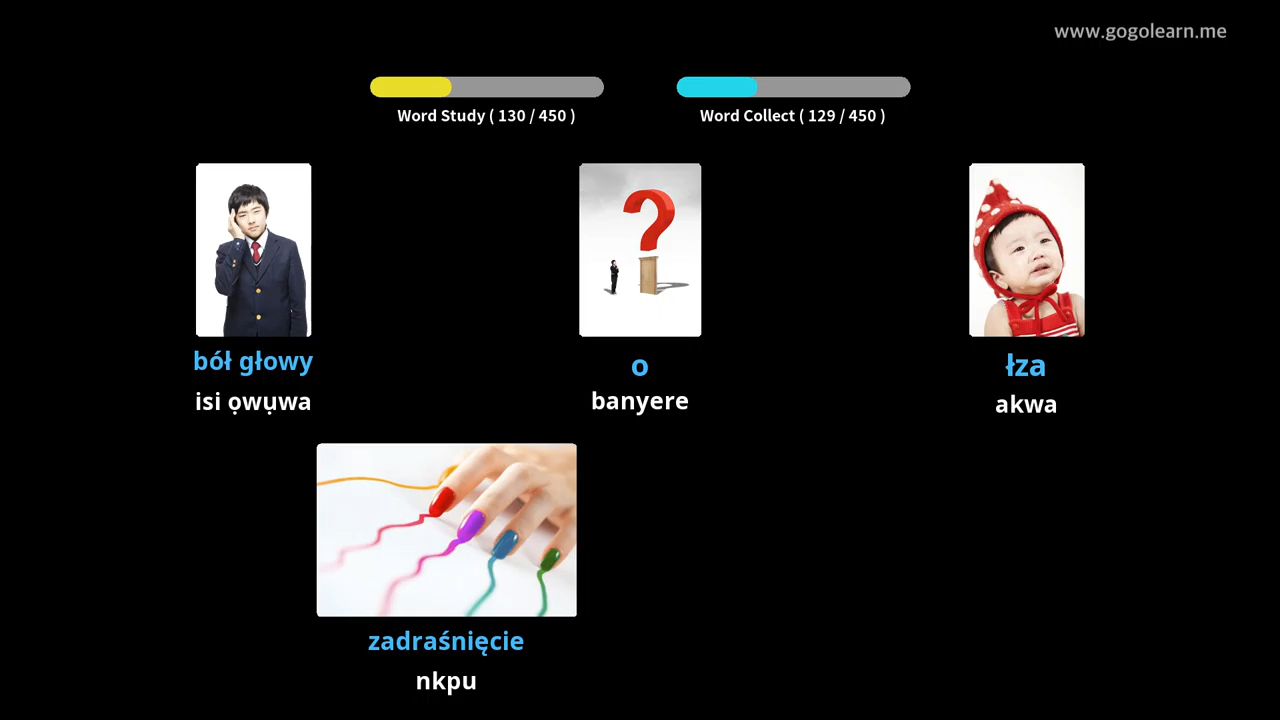 www.gogolearn.me
Word Study ( 130 / 450 )
Word Collect ( 129 / 450 )
ból głowy
isi ọwụwa
o
banyere
łza
akwa
zadraśnięcie
nkpu